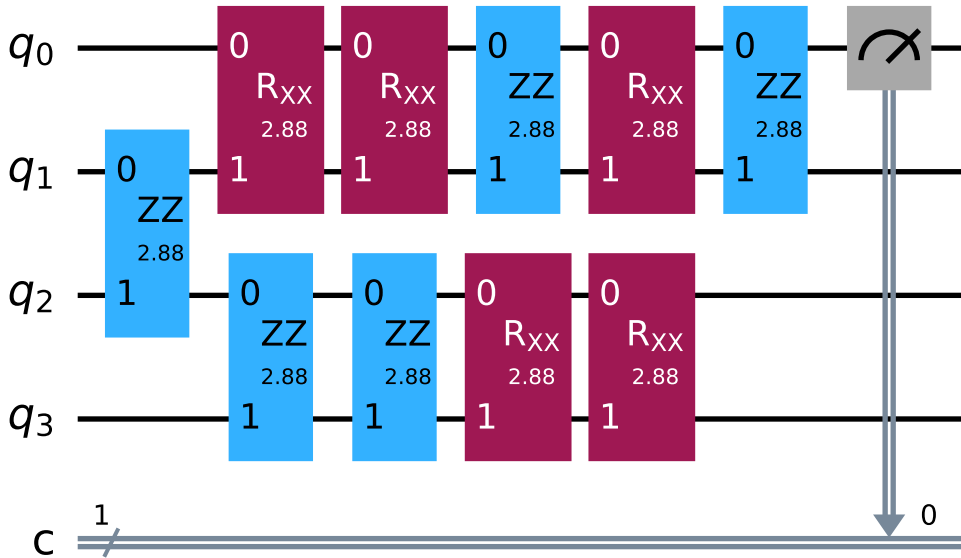 q0 0 0 0 0 0
RXX RXX ZZ RXX ZZ
2.88 2.88 2.88 2.88 2.88
q1 0 1 1 1 1 1
ZZ
2.88
q2 1 0 0 0 0
ZZ ZZ RXX RXX
2.88 2.88 2.88 2.88
q3 1 1 1 1
1 0
c